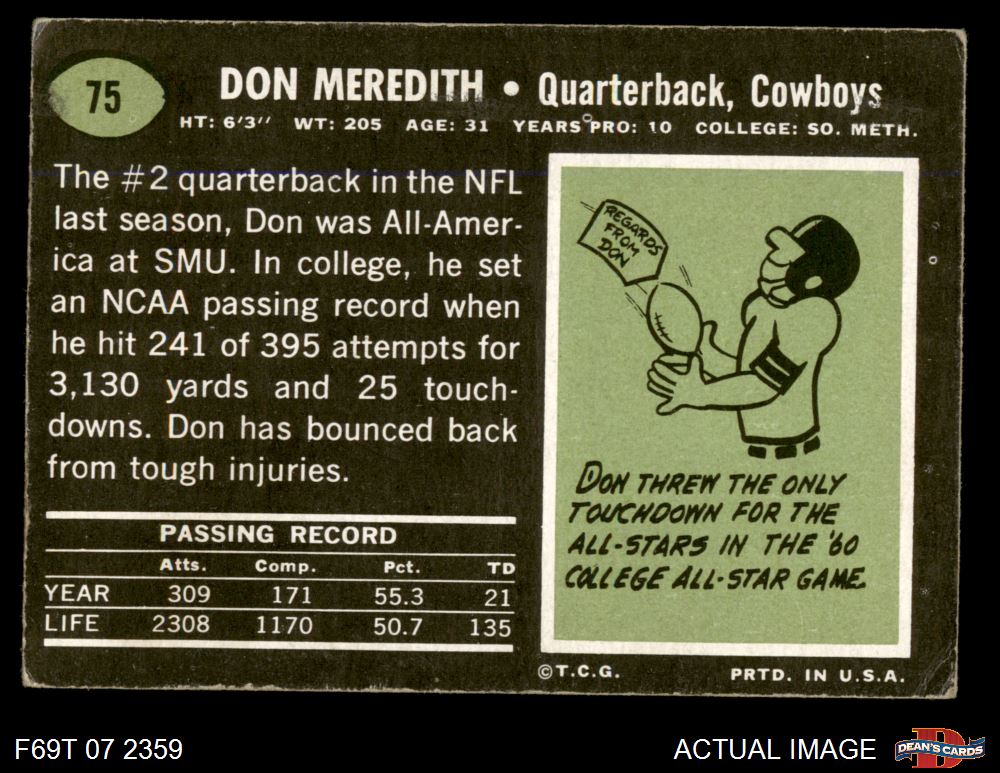 75
DON MEREDITH • Quarterback, Cowboys
HT: 6'3" WT: 205 AGE: 31 YEARS PRO: 10 COLLEGE: SO. METH.
The #2 quarterback in the NFL
last season, Don was All-Amer-
ica at SMU. In college, he set
an NCAA passing record when
he hit 241 of 395 attempts for
3,130 yards and 25 touch-
downs. Don has bounced back
from tough injuries.
PASSING RECORD
Atts. Comp. Pct. TD
YEAR 309 171 55.3 21
LIFE 2308 1170 50.7 135
REGARDS
FROM
DON
DON THREW THE ONLY
TOUCHDOWN FOR THE
ALL-STARS IN THE '60
COLLEGE ALL-STAR GAME.
©T.C.G. PRTD. IN U.S.A.
F69T 07 2359
ACTUAL IMAGE
D
DEAN'S CARDS